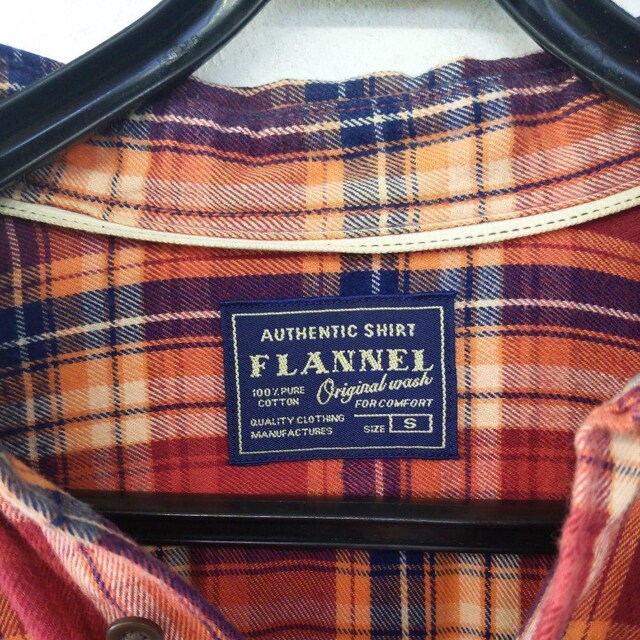 AUTHENTIC SHIRT
FLANNEL
100% PURE
COTTON
Original wash
FOR COMFORT
QUALITY CLOTHING
MANUFACTURES
SIZE S